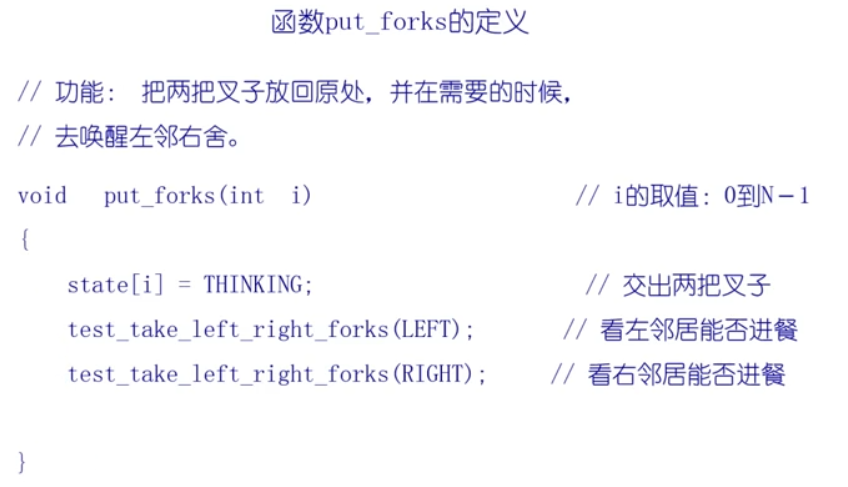 函数put_forks的定义
// 功能： 把两把叉子放回原处，并在需要的时候，
// 去唤醒左邻右舍。
void put_forks(int i) // i的取值：0到N－1
{
state[i] = THINKING; // 交出两把叉子
test_take_left_right_forks(LEFT); // 看左邻居能否进餐
test_take_left_right_forks(RIGHT); // 看右邻居能否进餐
}